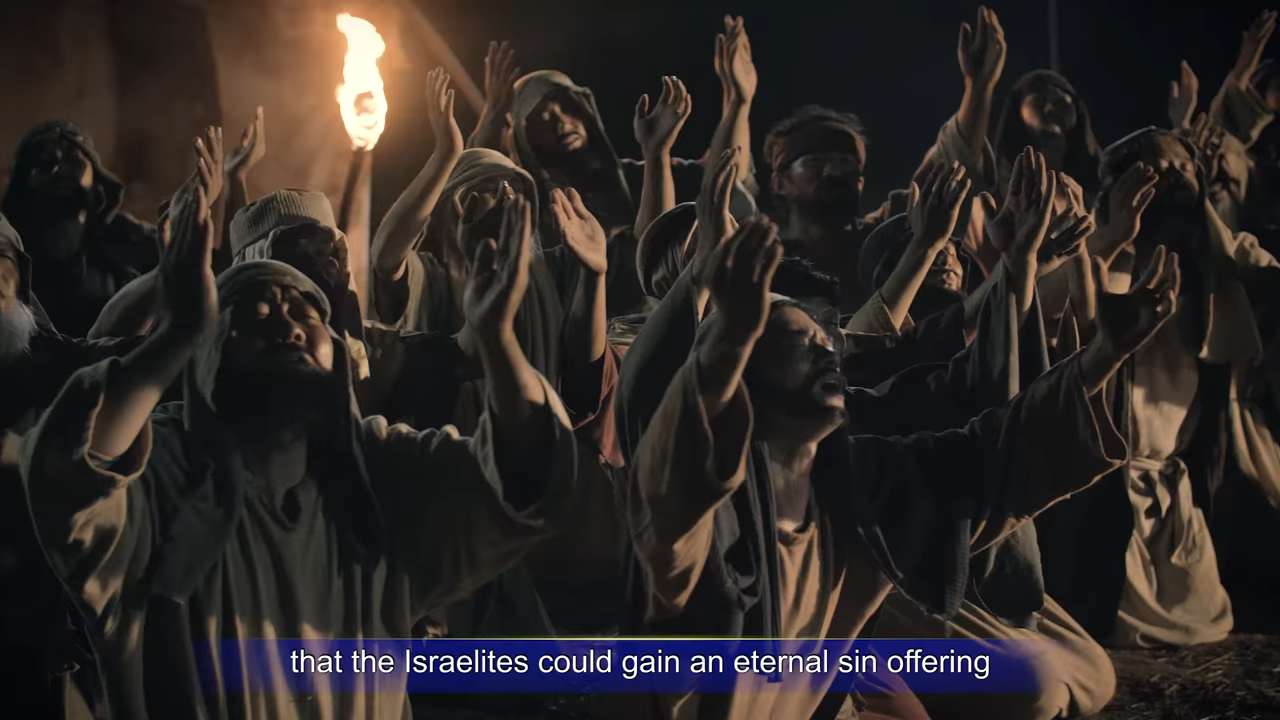 that the Israelites could gain an eternal sin offering